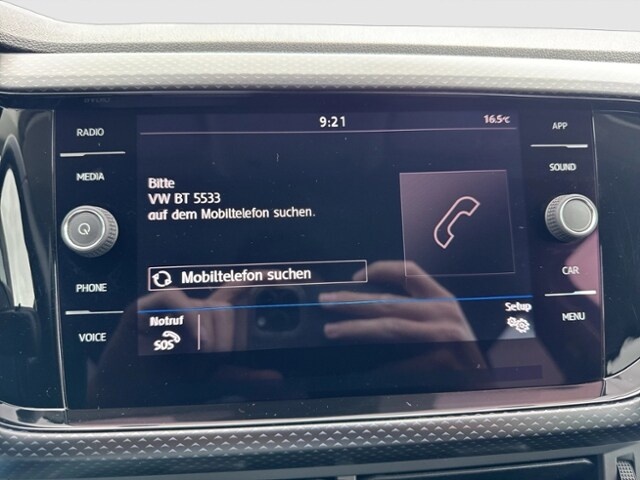 RADIO
MEDIA
PHONE
VOICE
9:21
16.5°C
Bitte
VW BT 5533
auf dem Mobiltelefon suchen.
Mobiltelefon suchen
Notruf
SOS
Setup
APP
SOUND
CAR
MENU